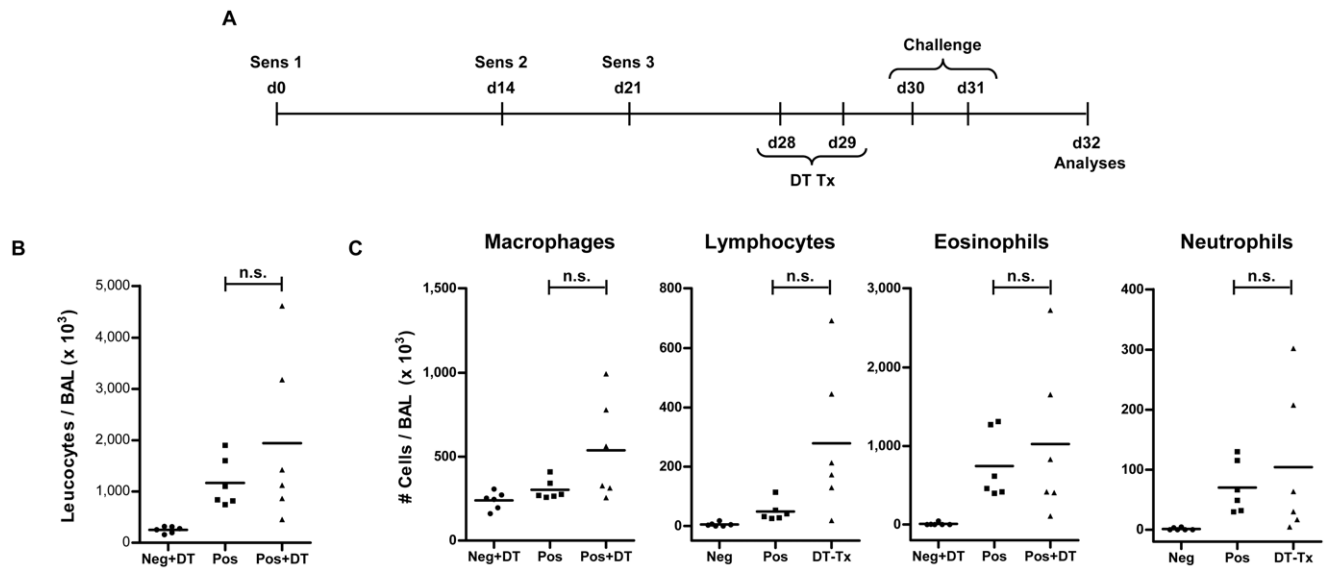 A
Sens 1 Sens 2 Sens 3 Challenge
d0 d14 d21 d30 d31
d28 d29 d32
DT Tx Analyses
B
Leucocytes / BAL (x 10³)
n.s.
5,000
4,000
3,000
2,000
1,000
0
Neg+DT Pos Pos+DT
C
# Cells / BAL (x 10³)
Macrophages
n.s.
1,500
1,000
500
0
Neg+DT Pos Pos+DT
Lymphocytes
n.s.
800
600
400
200
0
Neg Pos DT-Tx
Eosinophils
n.s.
3,000
2,000
1,000
0
Neg+DT Pos Pos+DT
Neutrophils
n.s.
400
300
200
100
0
Neg Pos DT-Tx